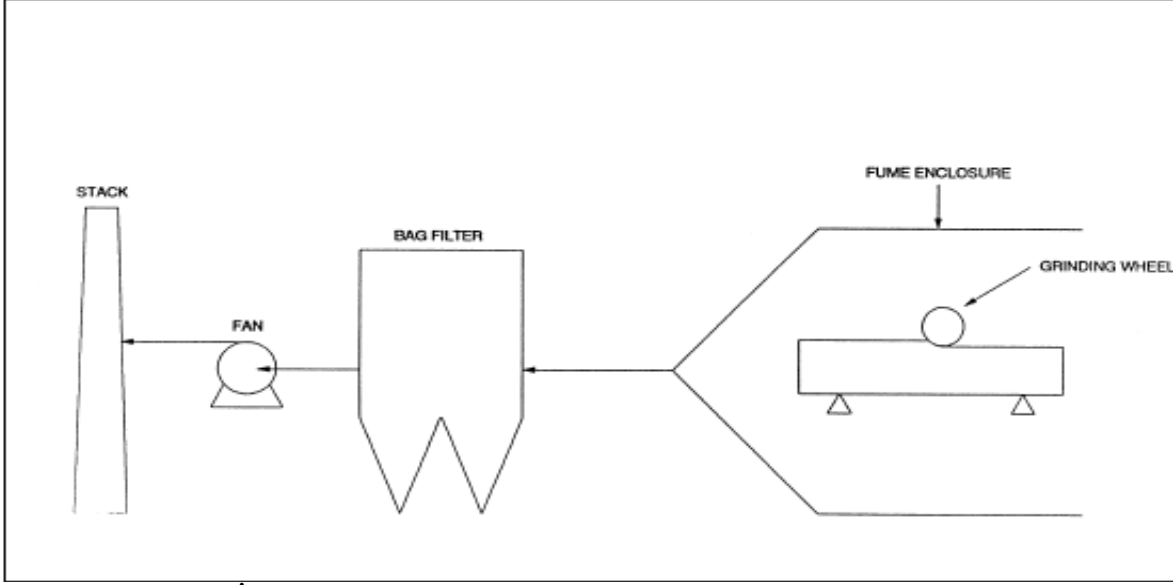 FUME ENCLOSURE
STACK
BAG FILTER
GRINDING WHEEL
FAN